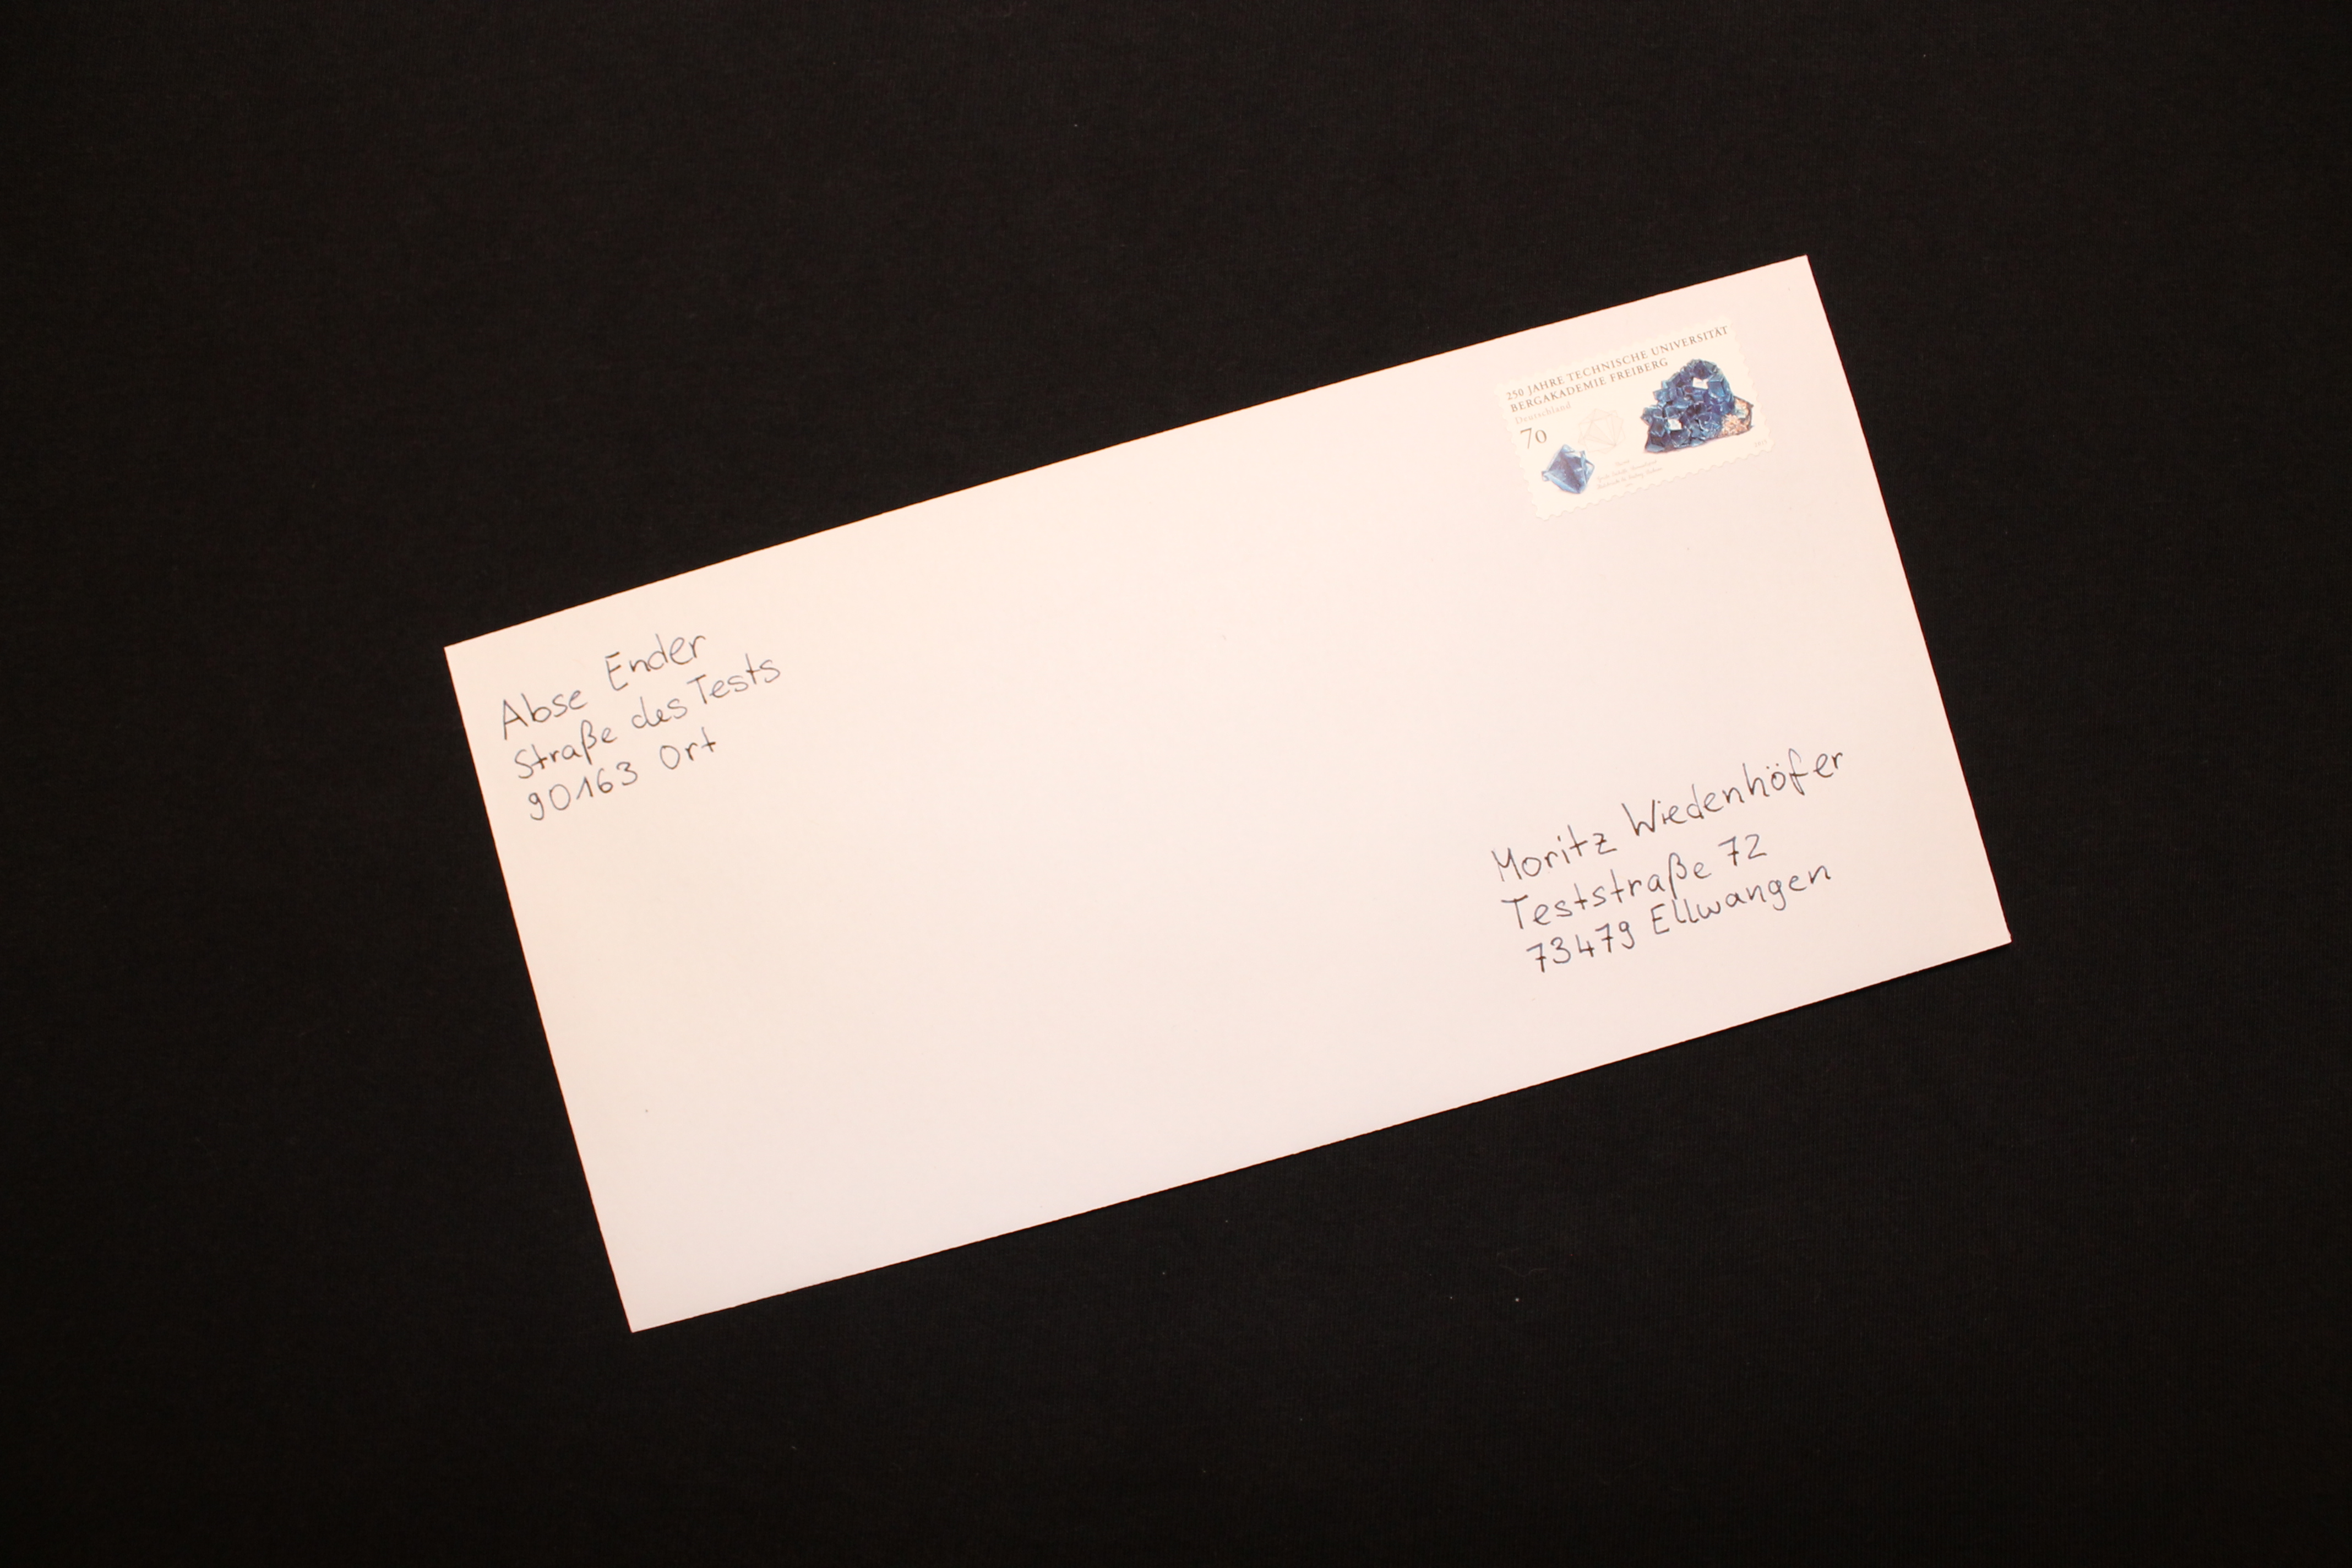 Abse Ender
Straße des Tests
90163 Ort
250 JAHRE TECHNISCHE UNIVERSITÄT
BERGAKADEMIE FREIBERG
Deutschland
70
Moritz Wiedenhöfer
Teststraße 72
73479 Ellwangen